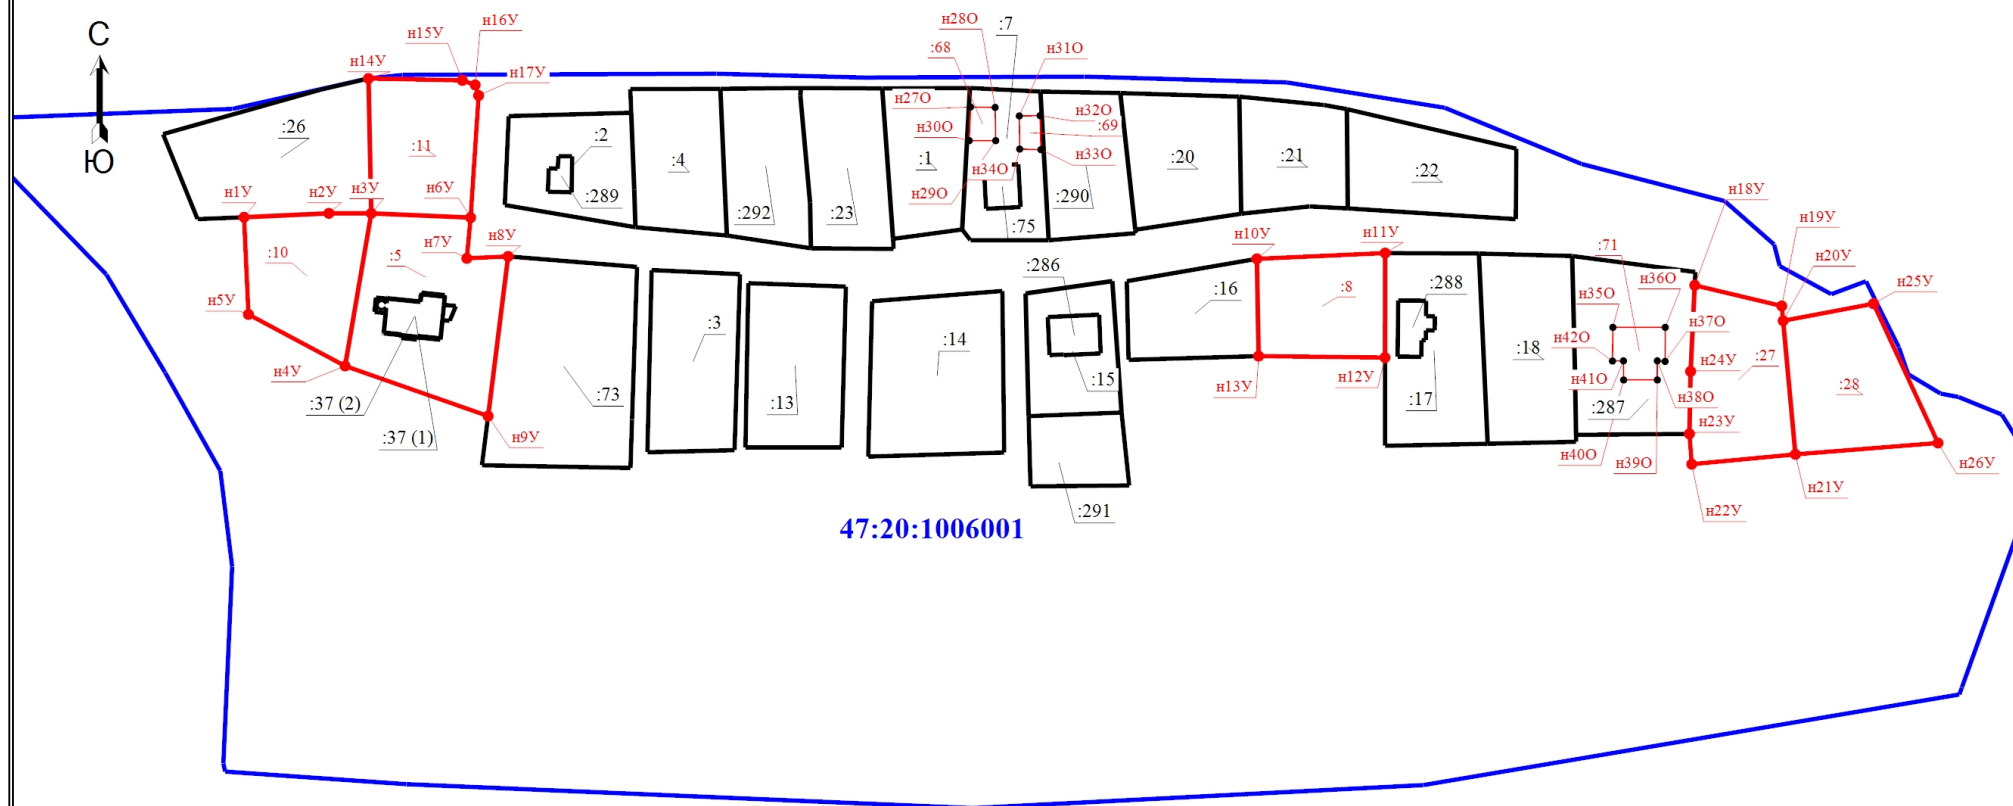 С
Ю
н14У
н15У
н16У
н17У
н28О
:7
:68
н31О
н27О
н32О
:69
н30О
н33О
н34О
н29О
:26
:11
:2
:289
:4
:292
:23
:1
:75
:290
:20
:21
:22
н1У
н2У
н3У
н6У
н7У
н8У
:10
:5
н5У
н4У
:37 (2)
:37 (1)
н9У
:73
:3
:13
:14
:286
:15
:291
н10У
н11У
:16
:8
н13У
н12У
:288
:17
:18
:71
н18У
н19У
н20У
н25У
н35О
н36О
н37О
н42О
н24У
:27
:28
н41О
н38О
:287
н23У
н40О
н39О
н22У
н21У
н26У
47:20:1006001